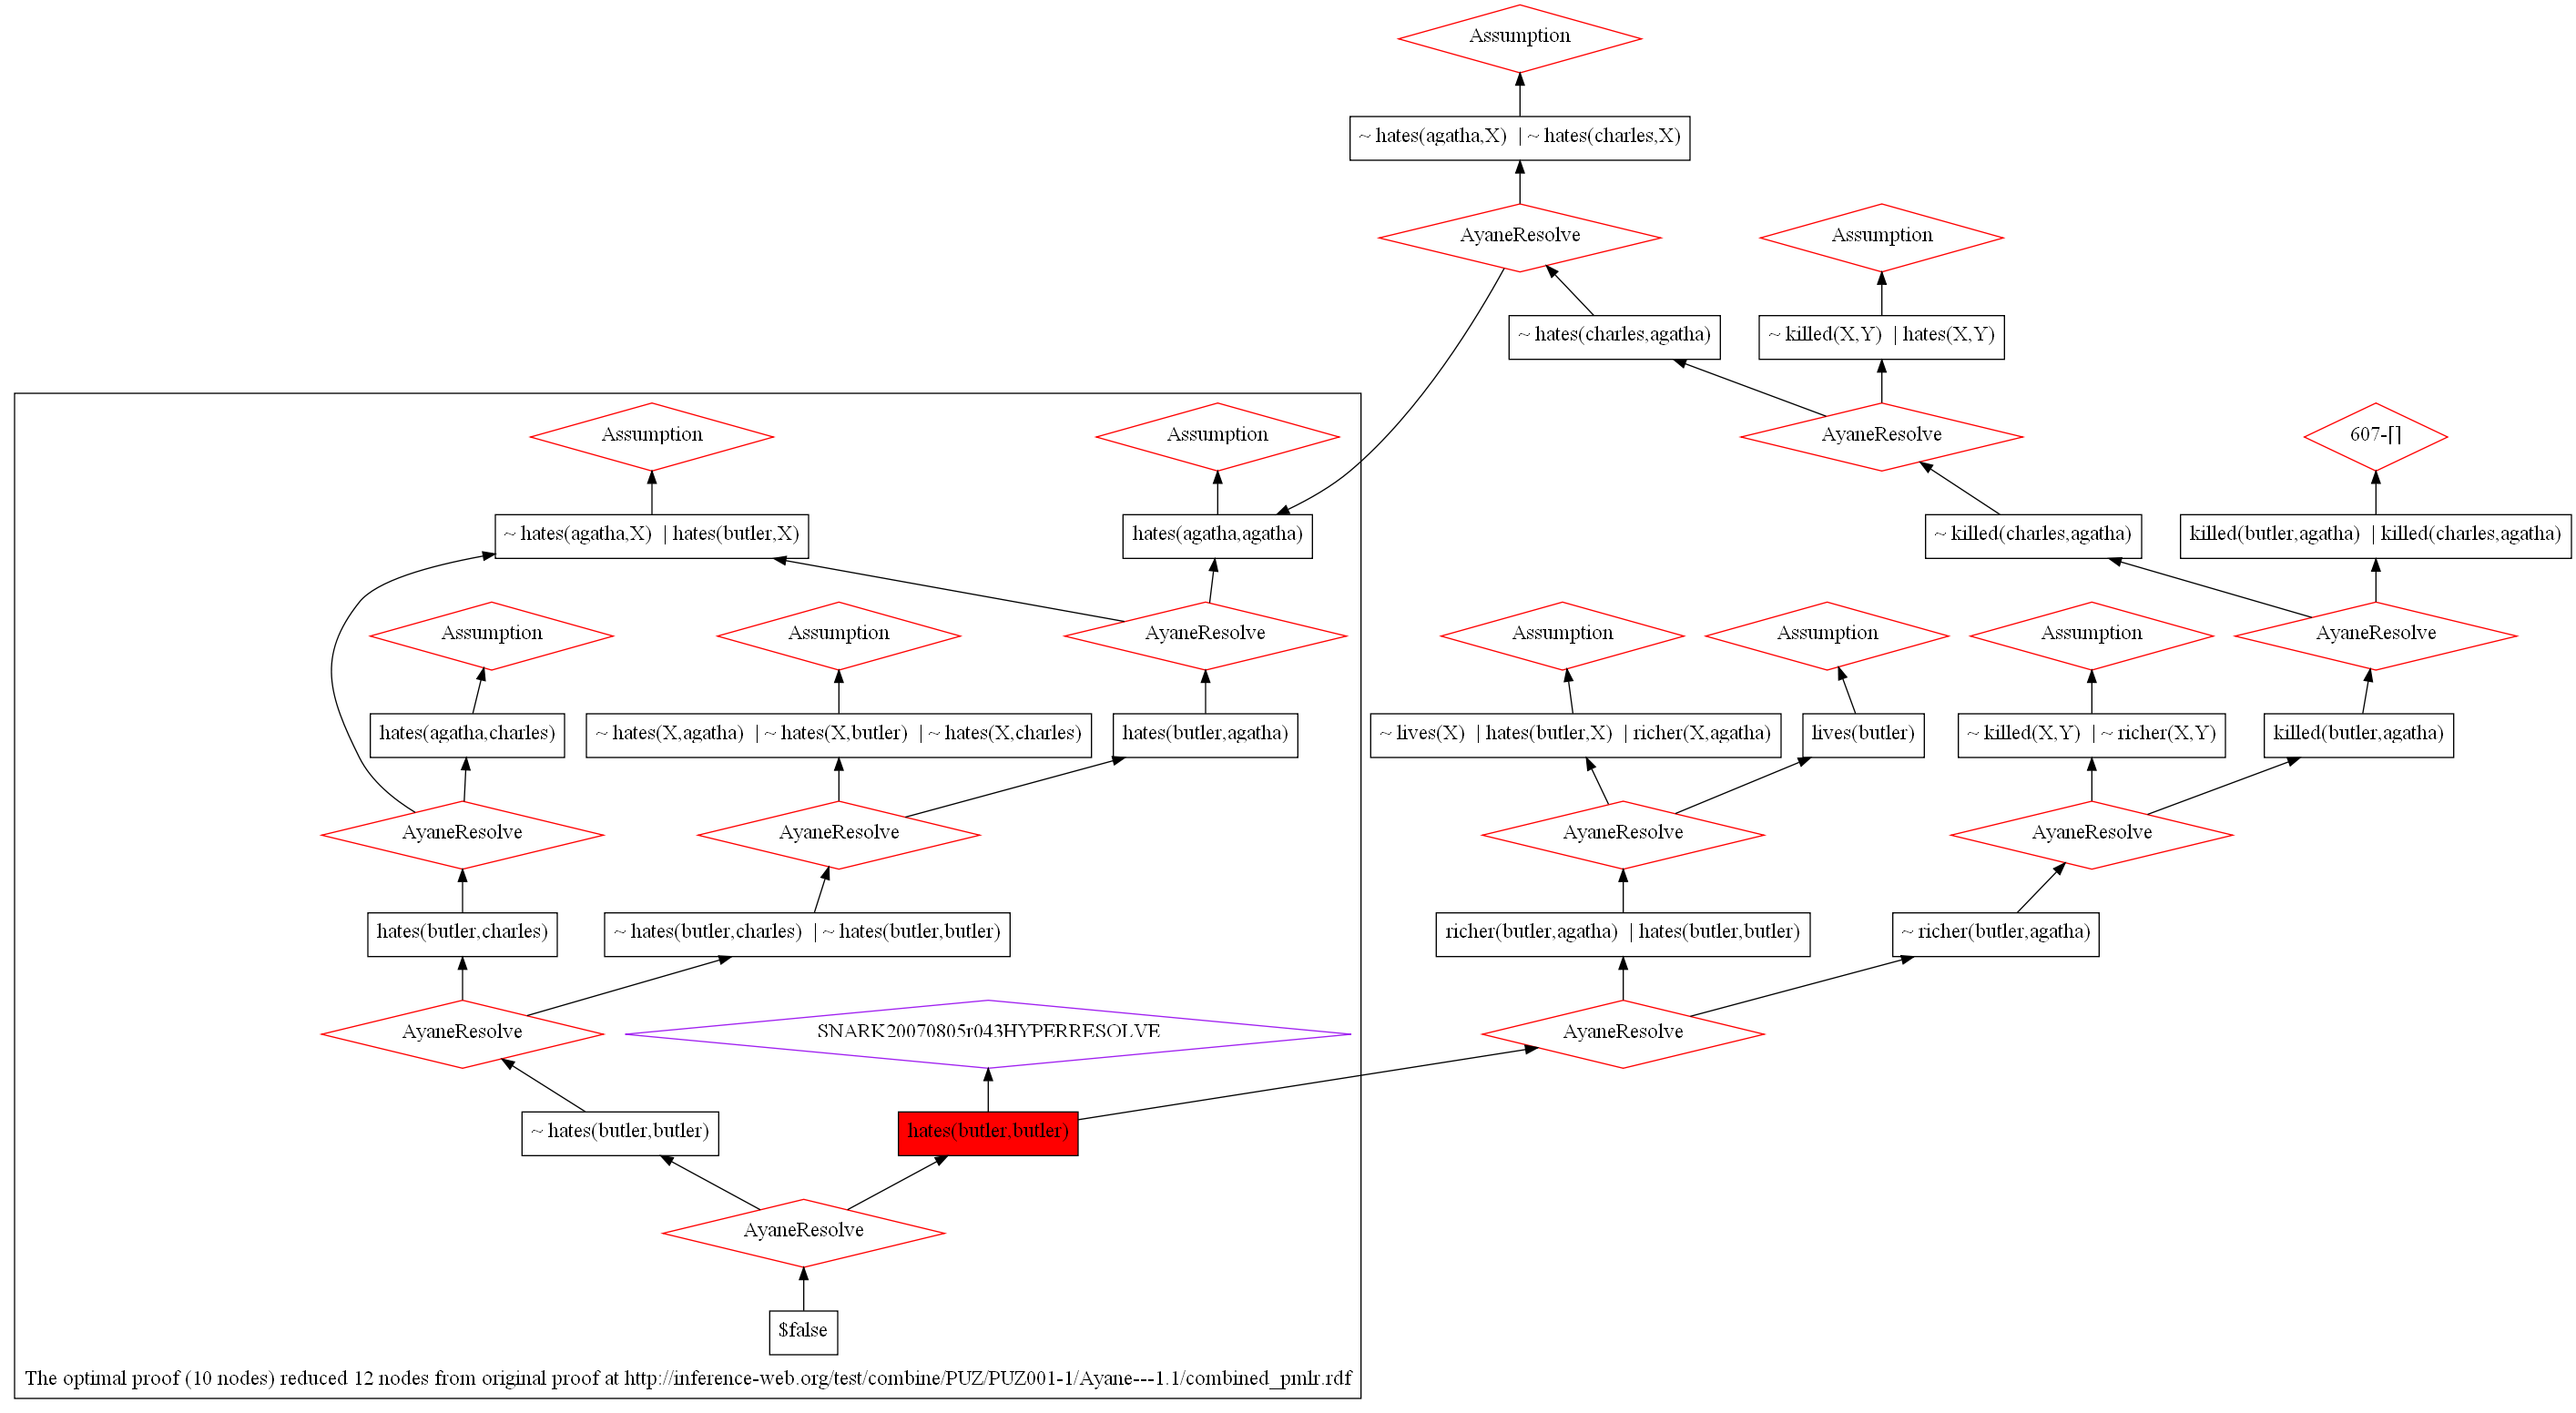 Assumption
~ hates(agatha,X) | ~ hates(charles,X)
AyaneResolve
Assumption
~ hates(charles,agatha)
~ killed(X,Y) | hates(X,Y)
Assumption
Assumption
AyaneResolve
607-[]
~ hates(agatha,X) | hates(butler,X)
hates(agatha,agatha)
~ killed(charles,agatha)
killed(butler,agatha) | killed(charles,agatha)
Assumption
Assumption
AyaneResolve
Assumption
Assumption
Assumption
AyaneResolve
hates(agatha,charles)
~ hates(X,agatha) | ~ hates(X,butler) | ~ hates(X,charles)
hates(butler,agatha)
~ lives(X) | hates(butler,X) | richer(X,agatha)
lives(butler)
~ killed(X,Y) | ~ richer(X,Y)
killed(butler,agatha)
AyaneResolve
AyaneResolve
AyaneResolve
AyaneResolve
hates(butler,charles)
~ hates(butler,charles) | ~ hates(butler,butler)
richer(butler,agatha) | hates(butler,butler)
~ richer(butler,agatha)
AyaneResolve
SNARK20070805r043HYPERRESOLVE
AyaneResolve
~ hates(butler,butler)
hates(butler,butler)
AyaneResolve
$false
The optimal proof (10 nodes) reduced 12 nodes from original proof at http://inference-web.org/test/combine/PUZ/PUZ001-1/Ayane---1.1/combined_pmlr.rdf